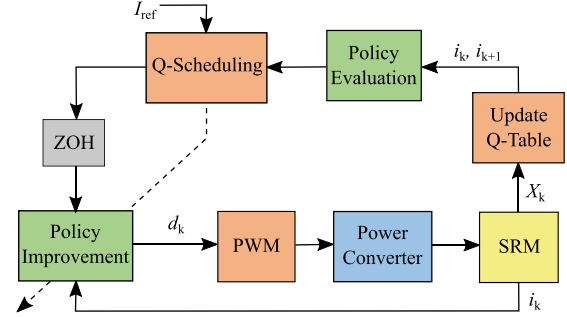 I_ref
Q-Scheduling
Policy
Evaluation
i_k, i_k+1
Update
Q-Table
ZOH
X_k
Policy
Improvement
d_k
PWM
Power
Converter
SRM
i_k